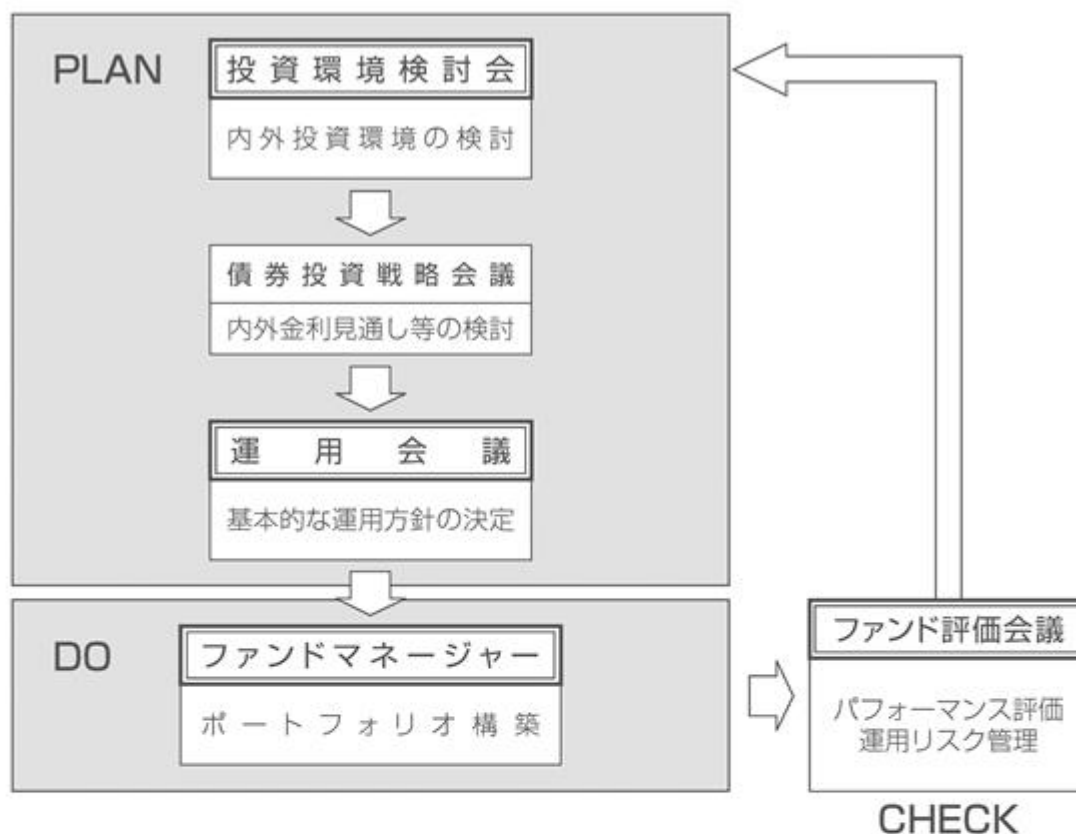 PLAN
投資環境検討会
内外投資環境の検討
債券投資戦略会議
内外金利見通し等の検討
運用会議
基本的な運用方針の決定
DO
ファンドマネージャー
ポートフォリオ構築
ファンド評価会議
パフォーマンス評価
運用リスク管理
CHECK